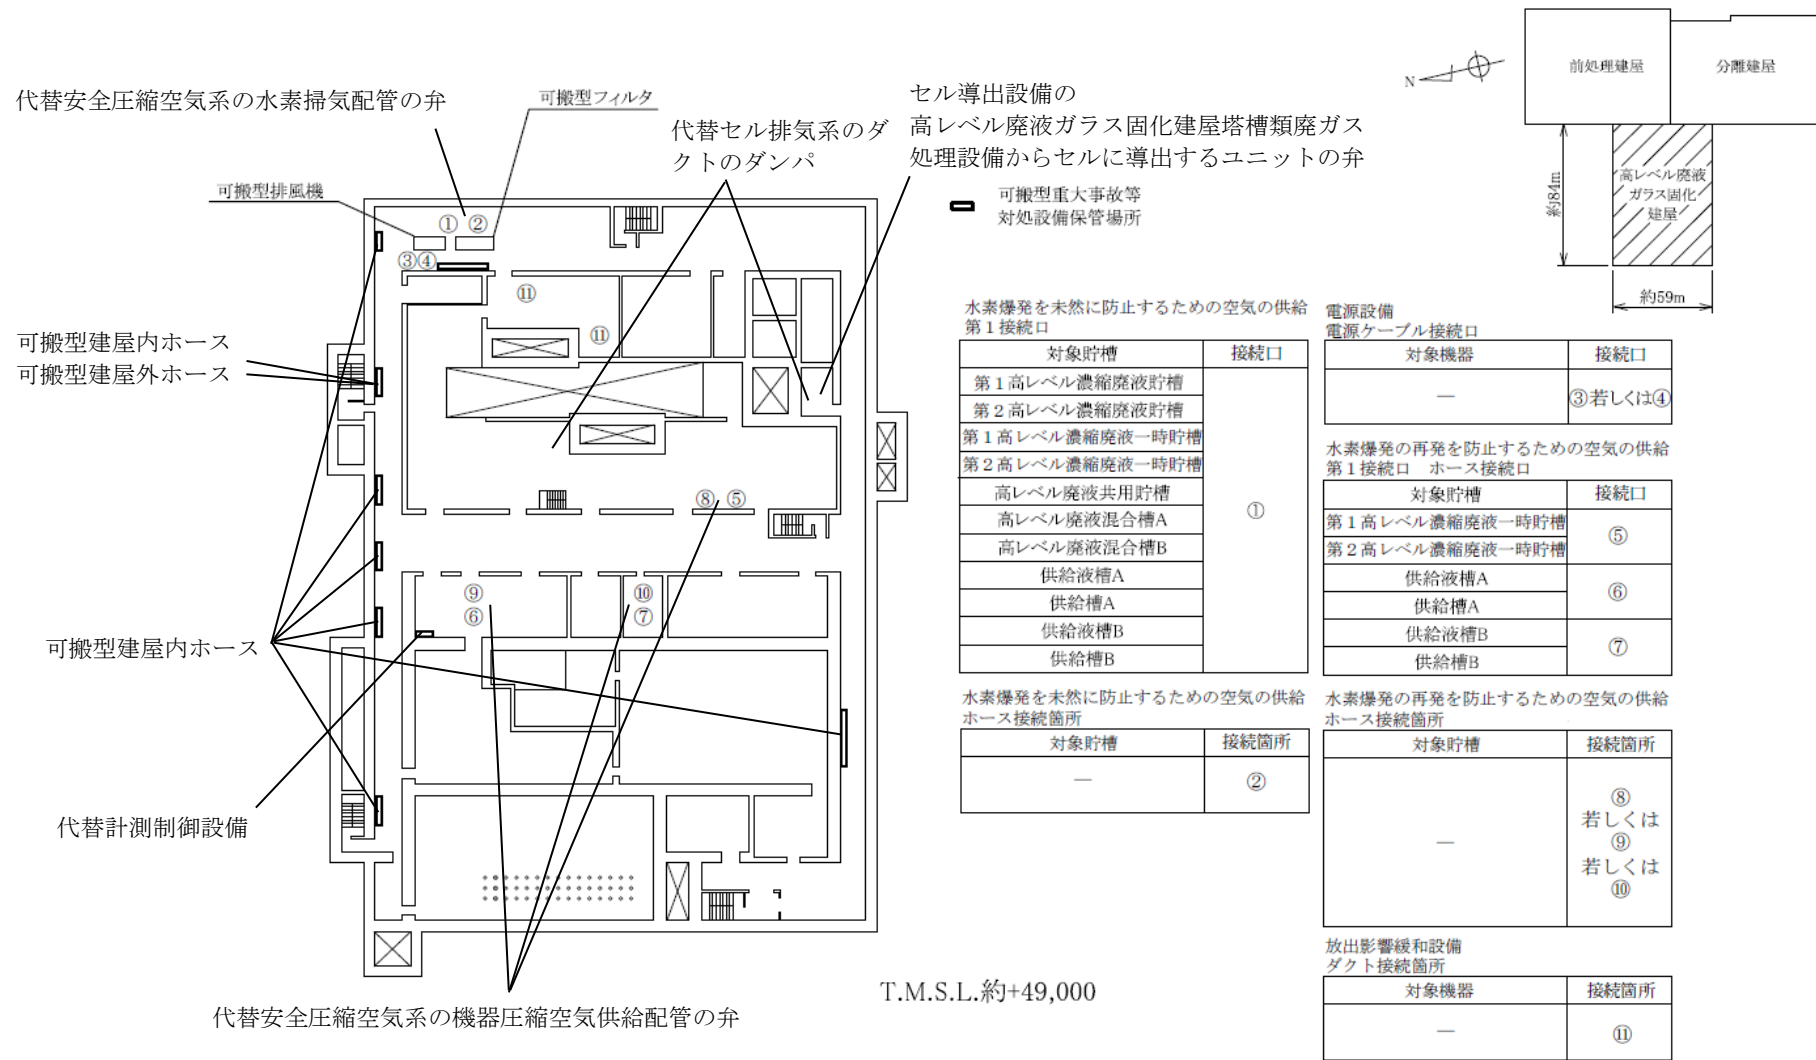 代替安全圧縮空気系の水素掃気配管の弁
可搬型フィルタ
可搬型排風機
代替セル排気系のダ
クトのダンパ
セル導出設備の
高レベル廃液ガラス固化建屋塔槽類廃ガス
処理設備からセルに導出するユニットの弁
可搬型重大事故等
対処設備保管場所
N
前処理建屋
分離建屋
高レベル廃液
ガラス固化
建屋
約84m
約59m
① ②
③④
⑪
⑪
可搬型建屋内ホース
可搬型建屋外ホース
⑧ ⑤
⑨
⑥
⑩
⑦
可搬型建屋内ホース
代替計測制御設備
代替安全圧縮空気系の機器圧縮空気供給配管の弁
T.M.S.L.約+49,000
水素爆発を未然に防止するための空気の供給
第1接続口
対象貯槽 接続口
第1高レベル濃縮廃液貯槽
第2高レベル濃縮廃液貯槽
第1高レベル濃縮廃液一時貯槽
第2高レベル濃縮廃液一時貯槽
高レベル廃液共用貯槽
①
高レベル廃液混合槽A
高レベル廃液混合槽B
供給液槽A
供給槽A
供給液槽B
供給槽B
水素爆発を未然に防止するための空気の供給
ホース接続箇所
対象貯槽 接続箇所
— ②
電源設備
電源ケーブル接続口
対象機器 接続口
— ③若しくは④
水素爆発の再発を防止するための空気の供給
第1接続口 ホース接続口
対象貯槽 接続口
第1高レベル濃縮廃液一時貯槽
⑤
第2高レベル濃縮廃液一時貯槽
供給液槽A
⑥
供給槽A
供給液槽B
⑦
供給槽B
水素爆発の再発を防止するための空気の供給
ホース接続箇所
対象貯槽 接続箇所
⑧
若しくは
— ⑨
若しくは
⑩
放出影響緩和設備
ダクト接続箇所
対象機器 接続箇所
— ⑪